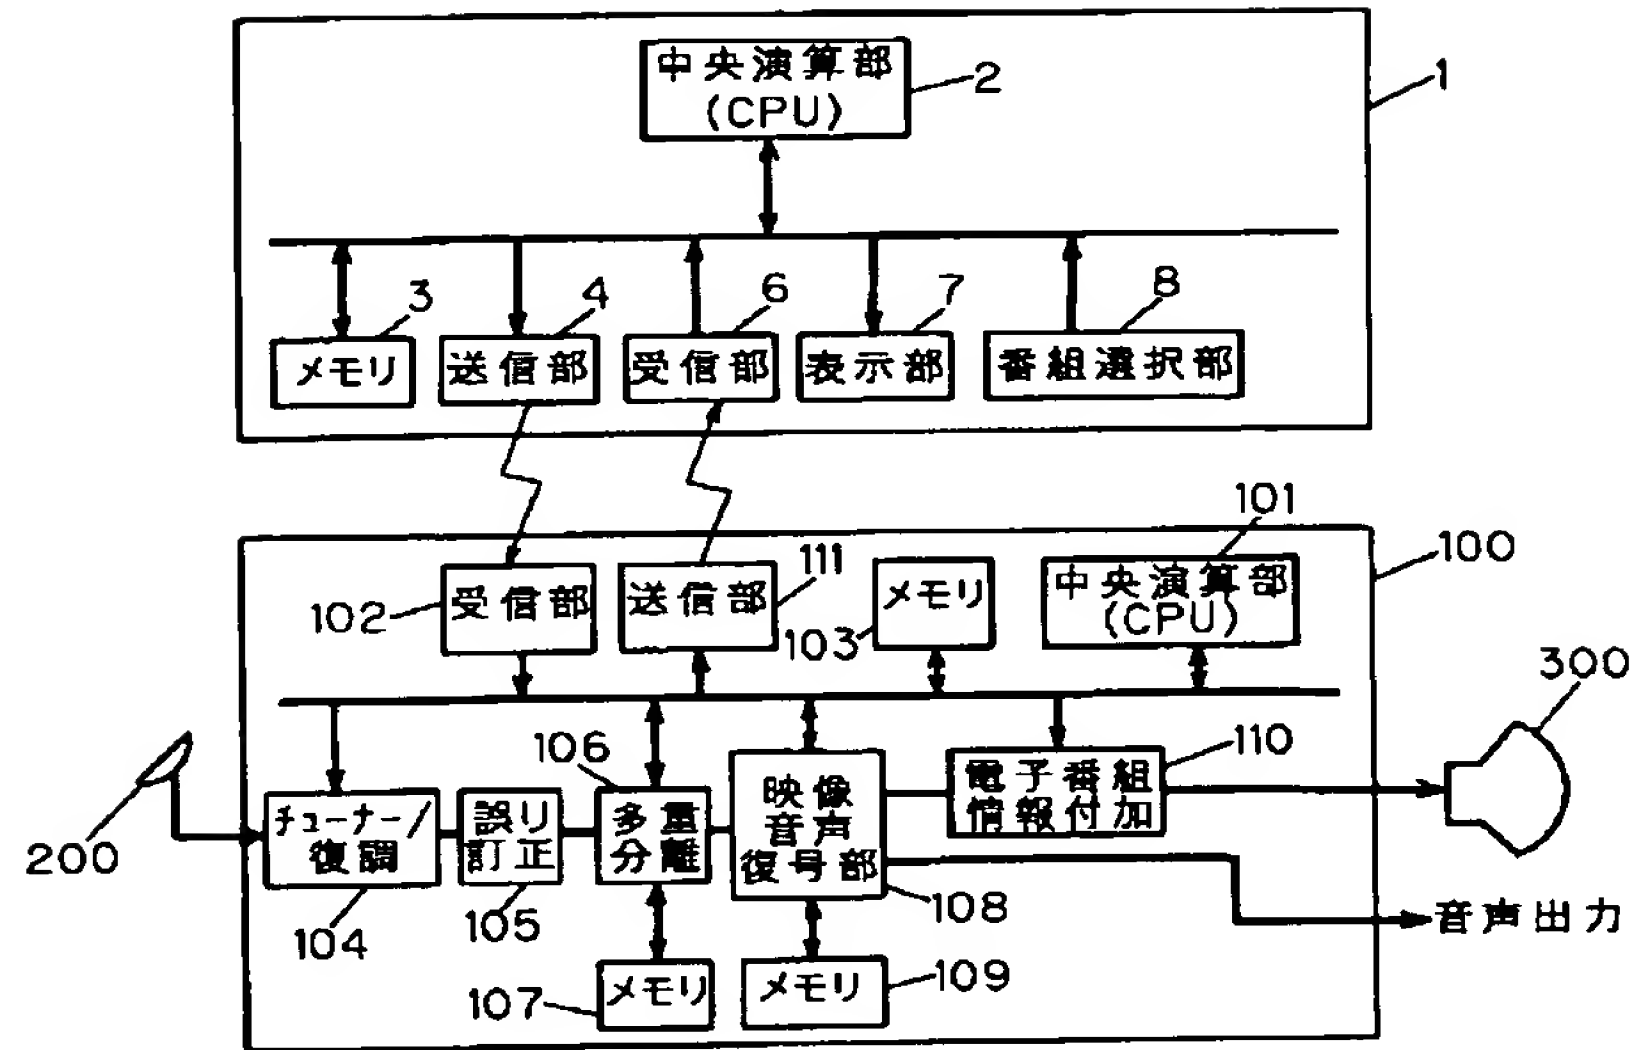 中央演算部
(CPU)
2
1
3
4
6
7
8
メモリ
送信部
受信部
表示部
番組選択部
101
100
102
受信部
送信部
111
メモリ
103
中央演算部
(CPU)
300
200
106
110
チューナー/
復調
誤り
訂正
多重
分離
映像
音声
復号部
電子番組
情報付加
104
105
108
音声出力
107
メモリ
メモリ
109